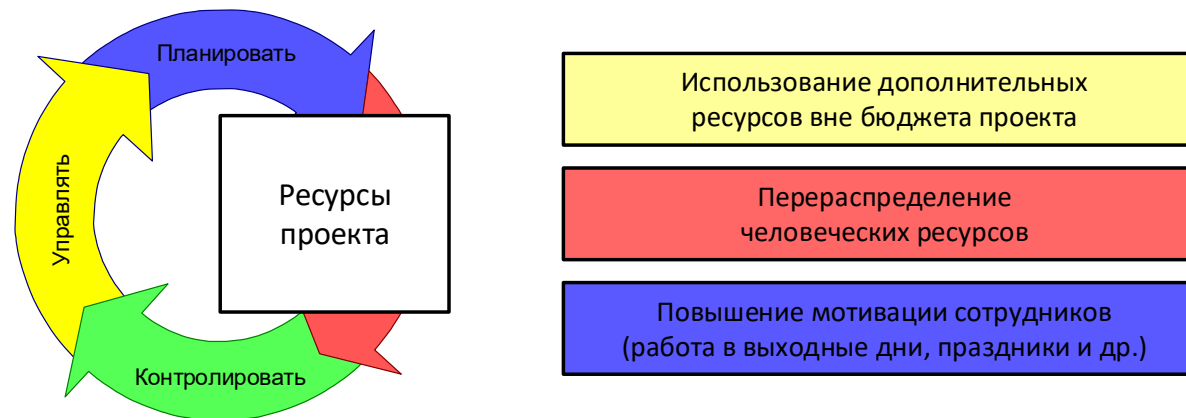 Планировать
Управлять
Контролировать
Ресурсы
проекта
Использование дополнительных
ресурсов вне бюджета проекта
Перераспределение
человеческих ресурсов
Повышение мотивации сотрудников
(работа в выходные дни, праздники и др.)